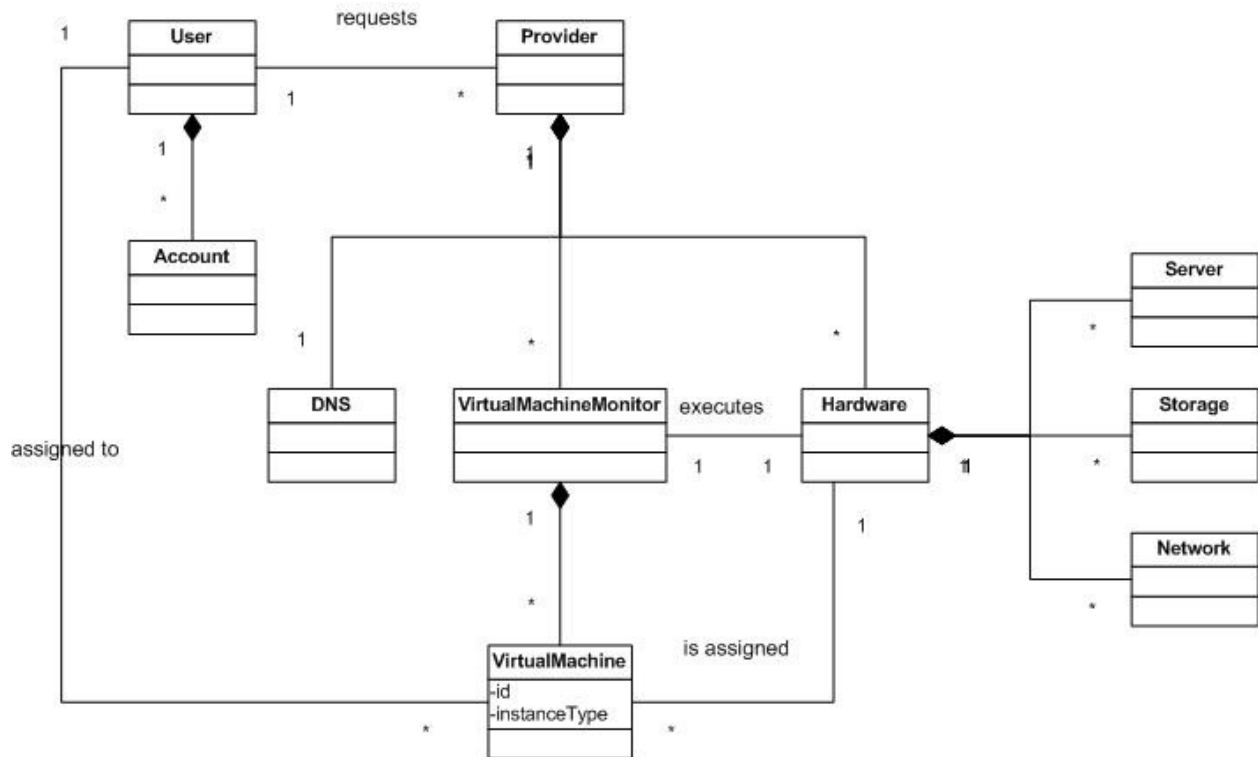 requests
1
User
Provider
1
*
1
1
1
*
Account
Server
*
1
*
*
DNS
VirtualMachineMonitor
executes
Hardware
Storage
assigned to
1
1
1
1
*
1
1
*
Network
*
is assigned
VirtualMachine
-id
-instanceType
*
*